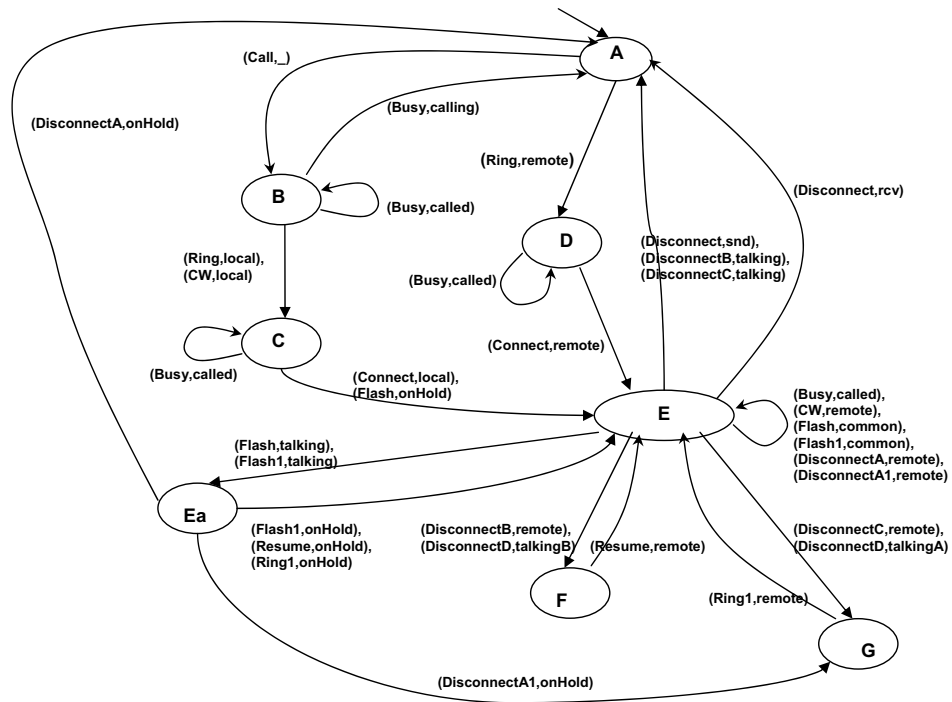 A
(Call,_)
(DisconnectA,onHold)
(Busy,calling)
(Ring,remote)
(Disconnect,rcv)
B
(Busy,called)
D
(Disconnect,snd),
(DisconnectB,talking),
(DisconnectC,talking
(Ring,local),
(CW,local)
(Busy,called)
C
(Connect,remote)
(Busy,called)
(Connect,local),
(Flash,onHold)
E
(Busy,called),
(CW,remote),
(Flash,common),
(Flash1,common),
(DisconnectA,remote),
(DisconnectA1,remote)
(Flash,talking),
(Flash1,talking)
Ea
(Flash1,onHold),
(Resume,onHold),
(Ring1,onHold)
(DisconnectB,remote),
(DisconnectD,talkingB)
(Resume,remote)
(DisconnectC,remote),
(DisconnectD,talkingA)
F
(Ring1,remote)
G
(DisconnectA1,onHold)